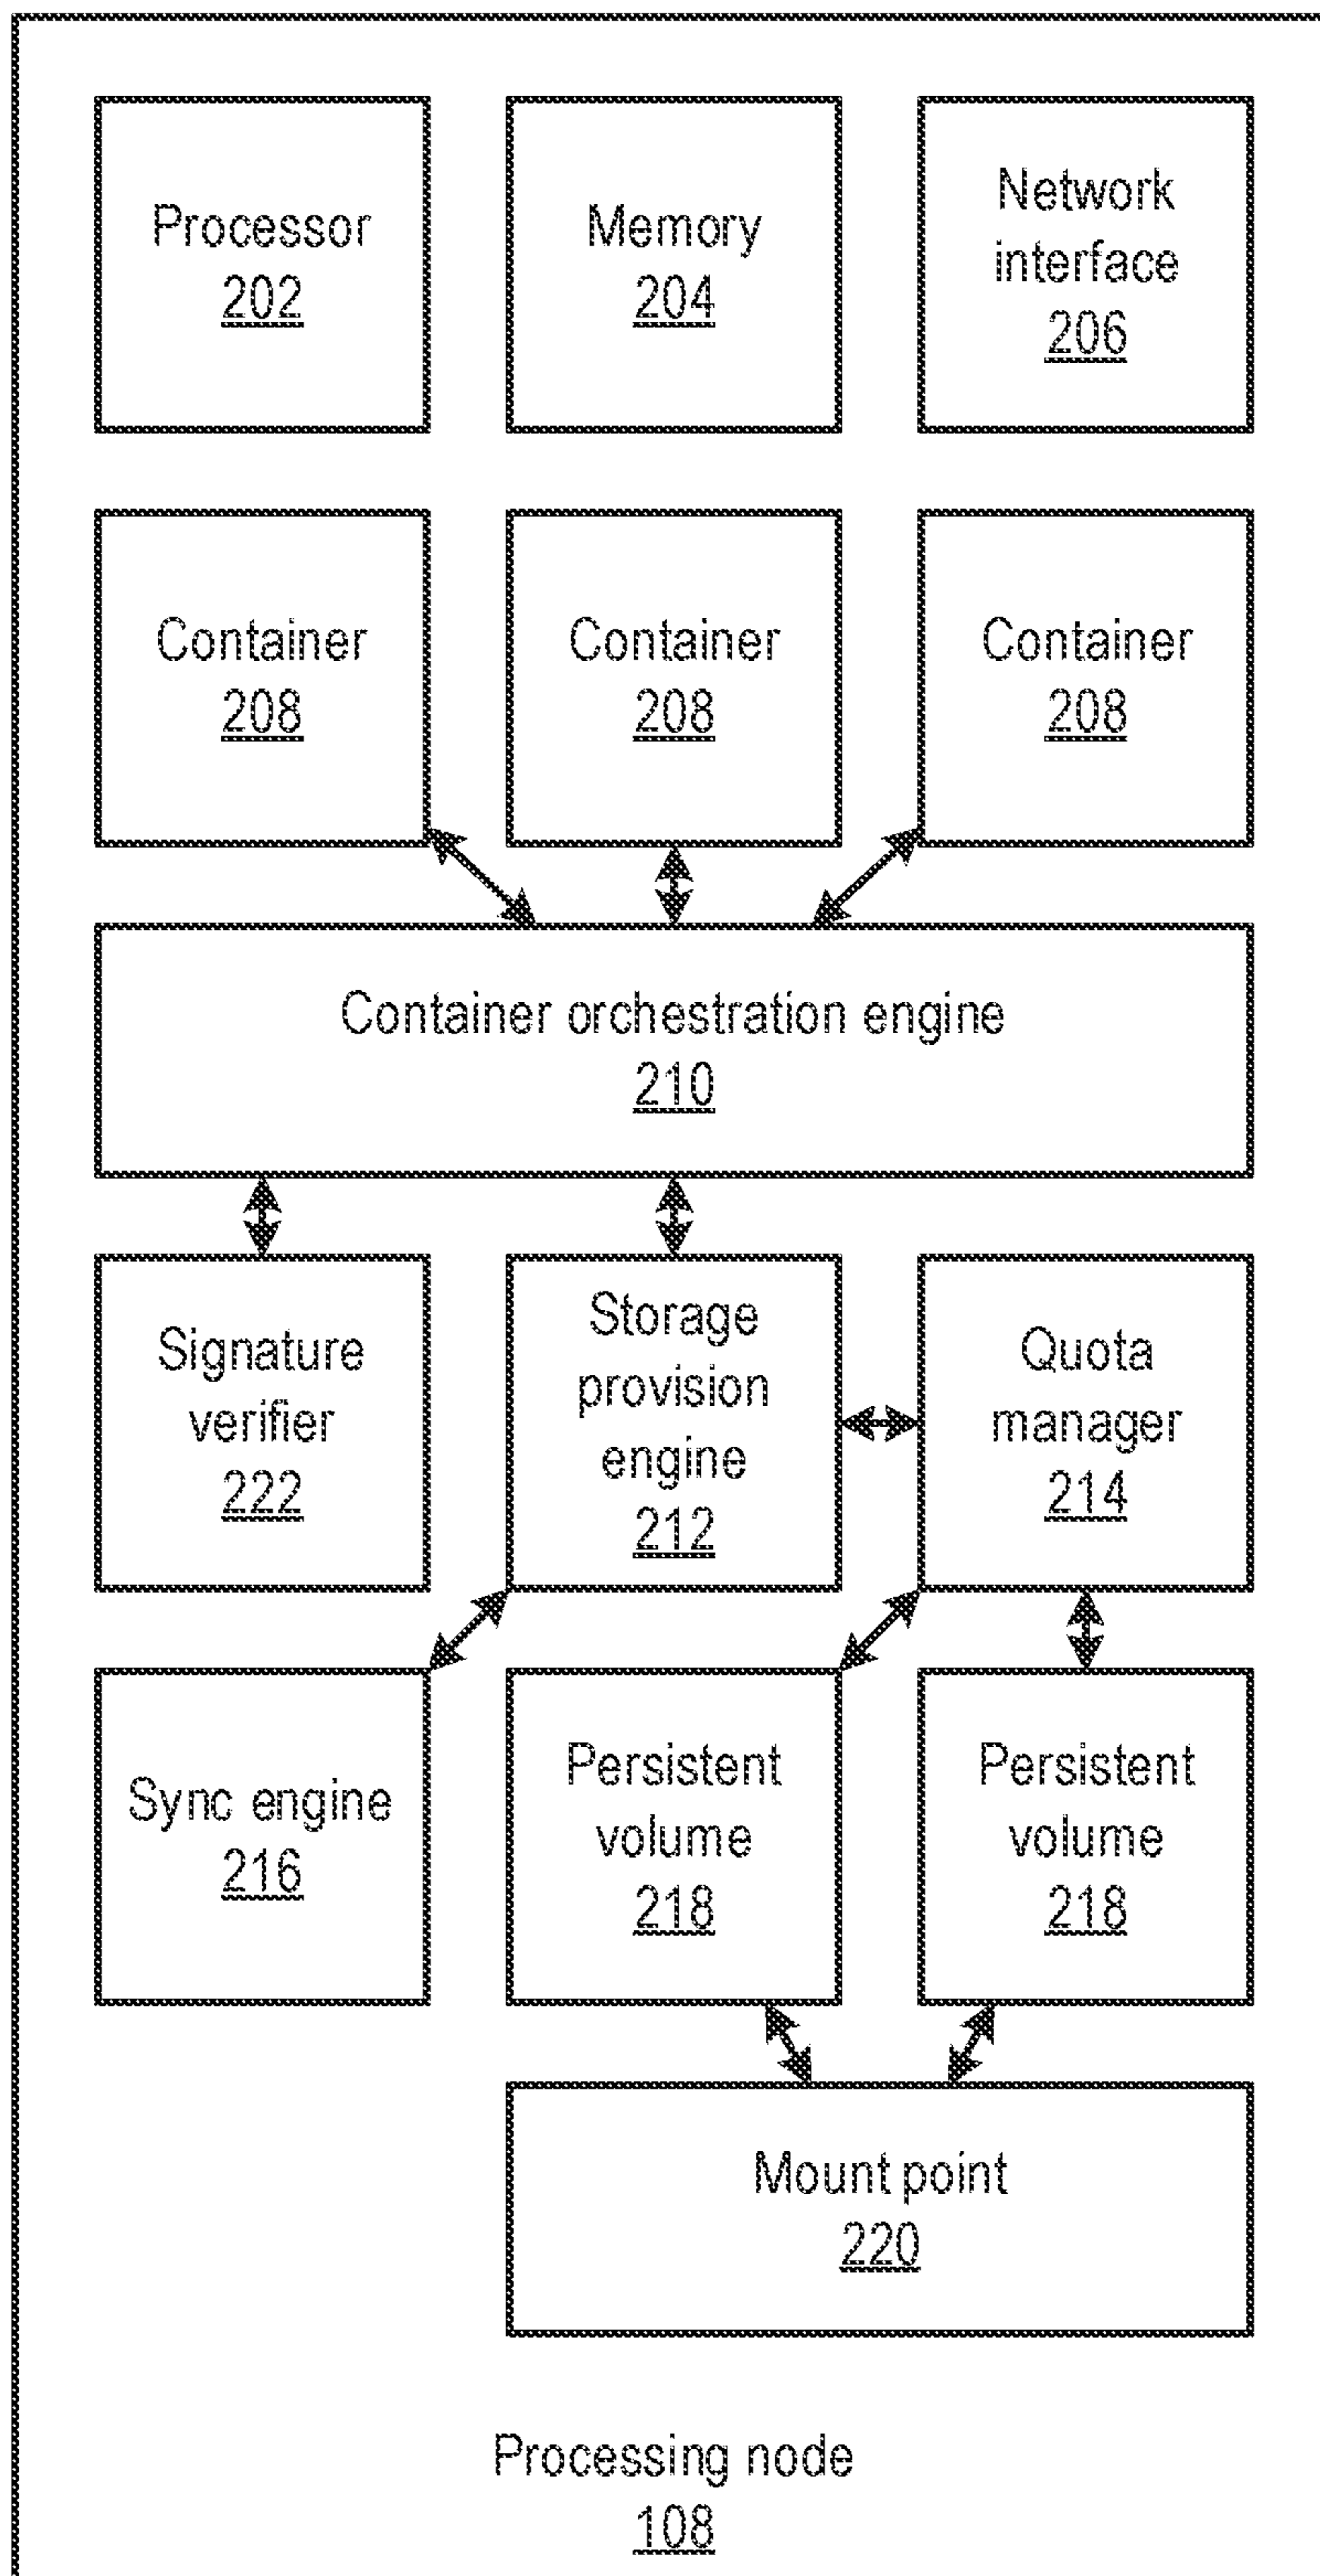 Processor
202
Memory
204
Network
interface
206
Container
208
Container
208
Container
208
Container orchestration engine
210
Signature
verifier
222
Storage
provision
engine
212
Quota
manager
214
Sync engine
216
Persistent
volume
218
Persistent
volume
218
Mount point
220
Processing node
108